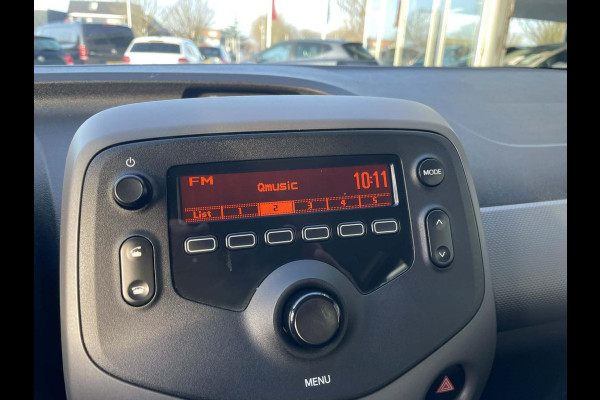 FM
Qmusic
10:11
List 1 2 3 4 5
MODE
MENU